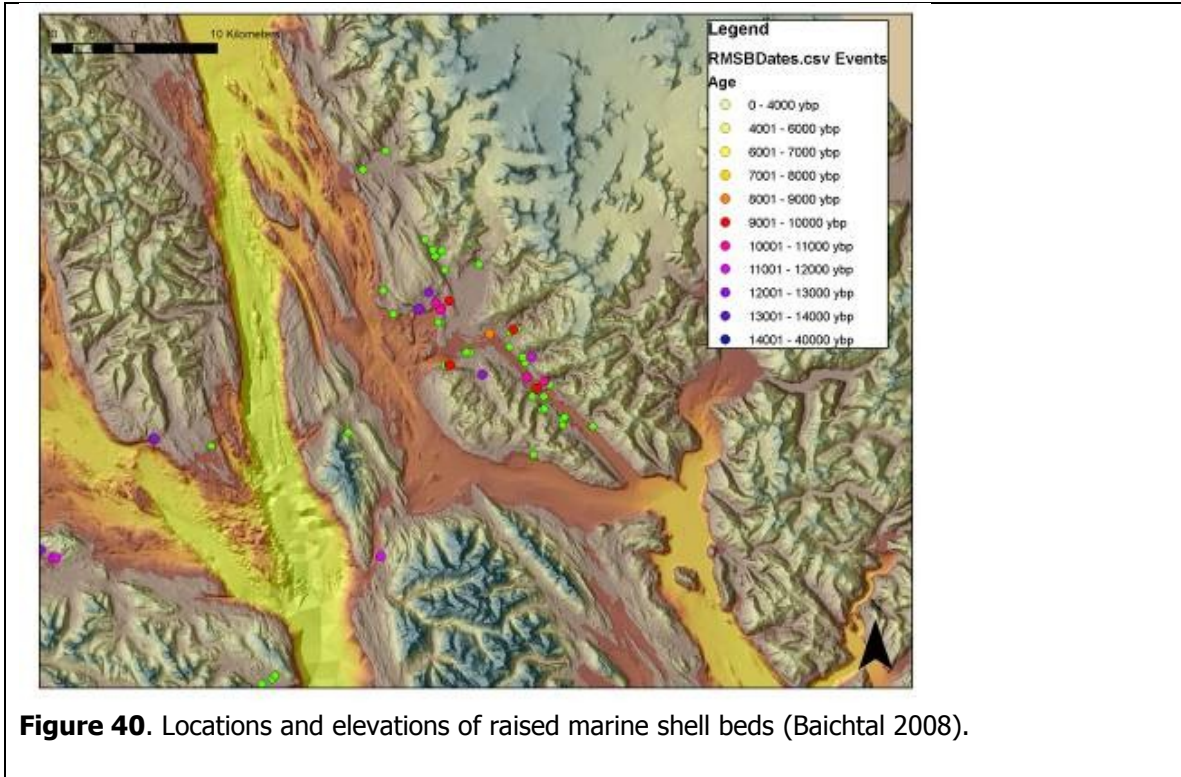 10 Kilometers
Legend
RMSBDates.csv Events
Age
0 - 4000 ybp
4001 - 6000 ybp
6001 - 7000 ybp
7001 - 8000 ybp
8001 - 9000 ybp
9001 - 10000 ybp
10001 - 11000 ybp
11001 - 12000 ybp
12001 - 13000 ybp
13001 - 14000 ybp
14001 - 40000 ybp
Figure 40. Locations and elevations of raised marine shell beds (Baichtal 2008).